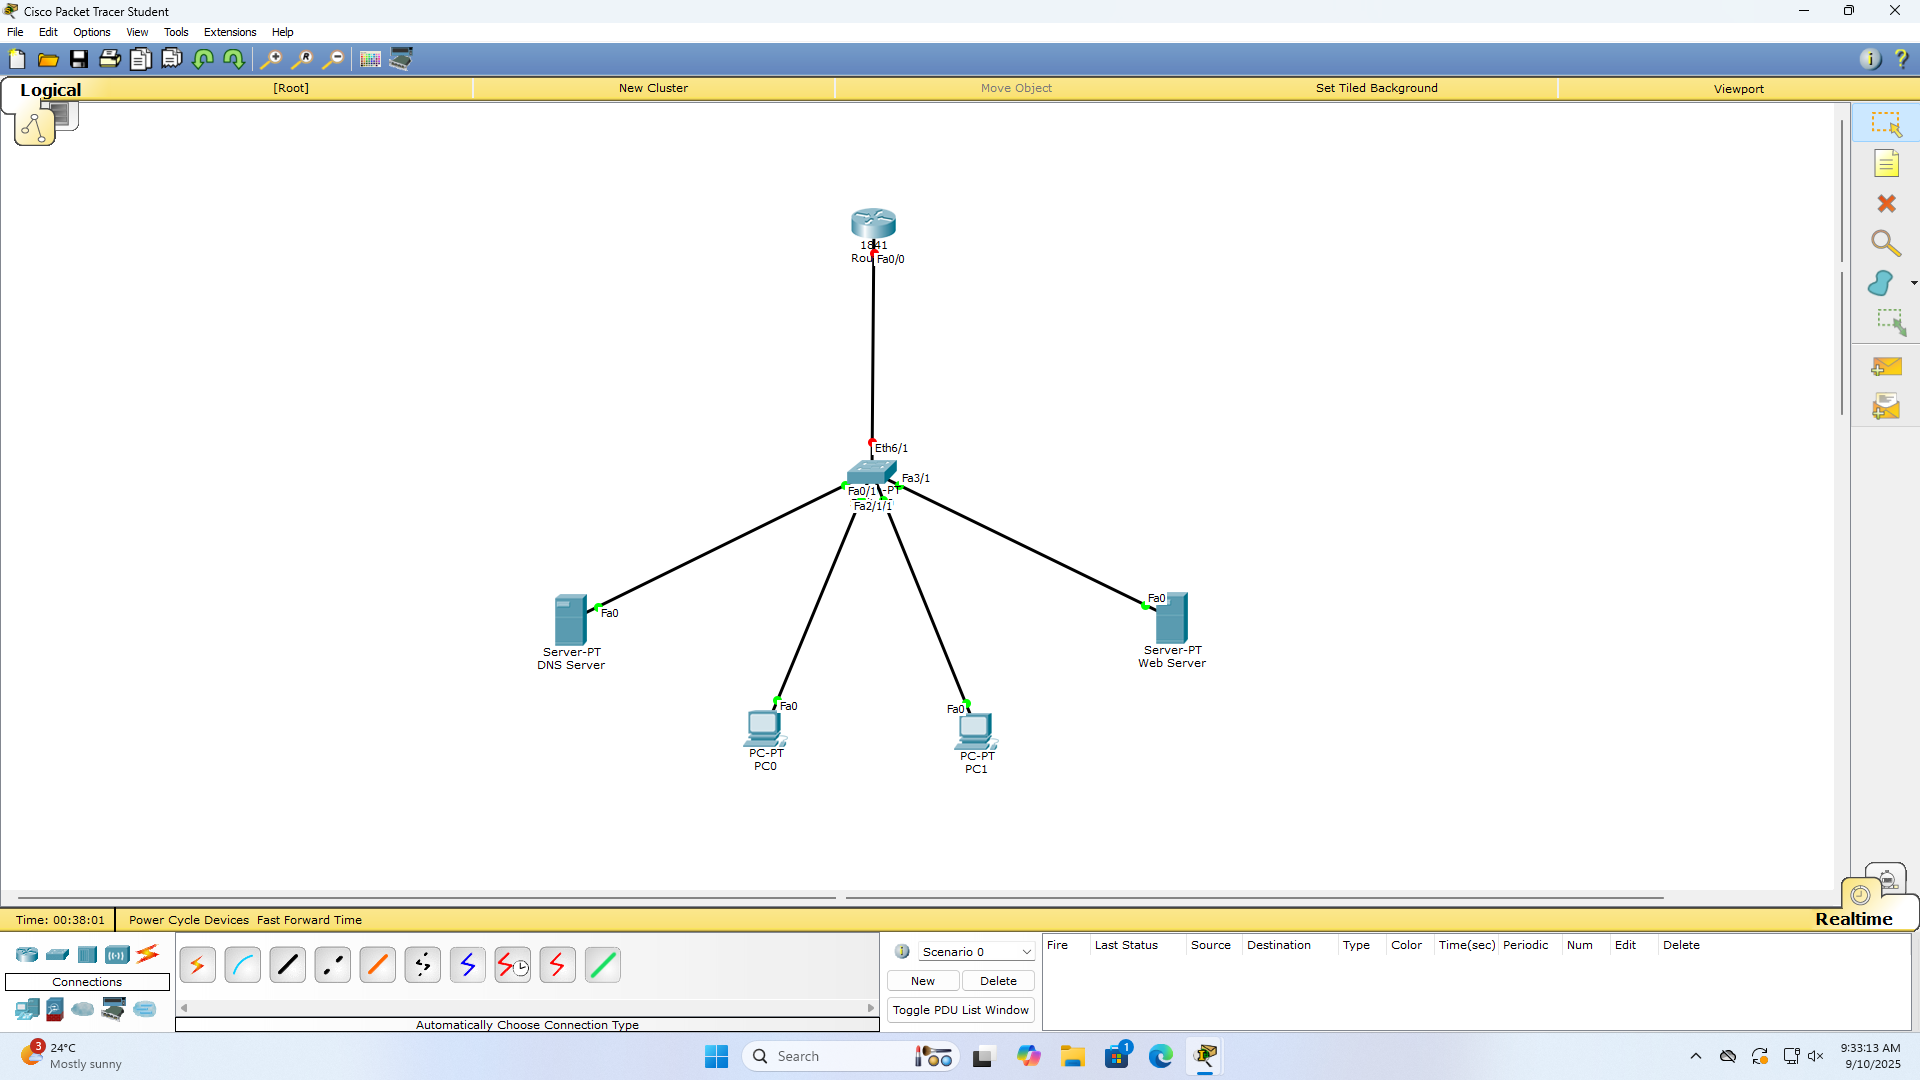 Cisco Packet Tracer Student
File Edit Options View Tools Extensions Help
Logical [Root] New Cluster Move Object Set Tiled Background Viewport
1841
Rou Fa0/0
Eth6/1
Fa3/1
Fa0/1 -PT
Fa2/1/1
Fa0
Server-PT
DNS Server
Fa0
Server-PT
Web Server
Fa0
PC-PT
PC0
Fa0
PC-PT
PC1
Time: 00:38:01 Power Cycle Devices Fast Forward Time
Realtime
Connections
Automatically Choose Connection Type
Scenario 0
New Delete
Toggle PDU List Window
Fire Last Status Source Destination Type Color Time(sec) Periodic Num Edit Delete
3
24°C
Mostly sunny
Search
1
9:33:13 AM
9/10/2025